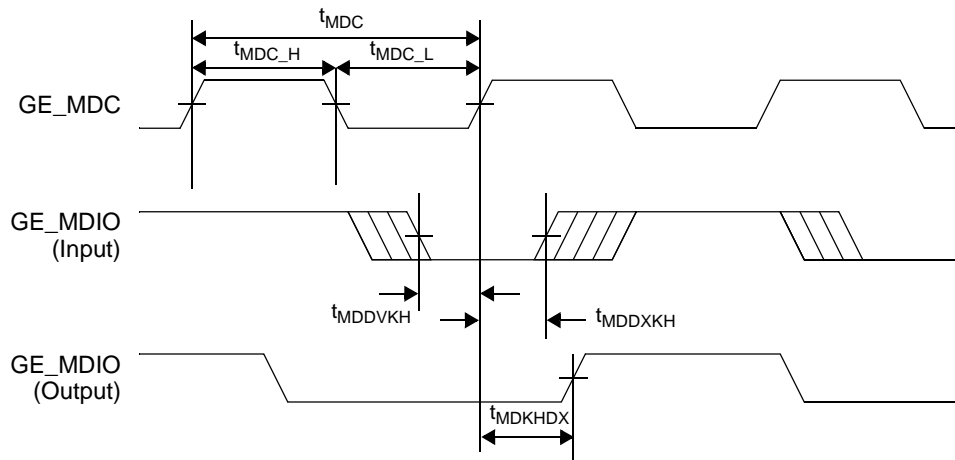 tMDC
tMDC_H
tMDC_L
GE_MDC
GE_MDIO
(Input)
tMDDVKH
tMDDXKH
GE_MDIO
(Output)
tMDKHDX